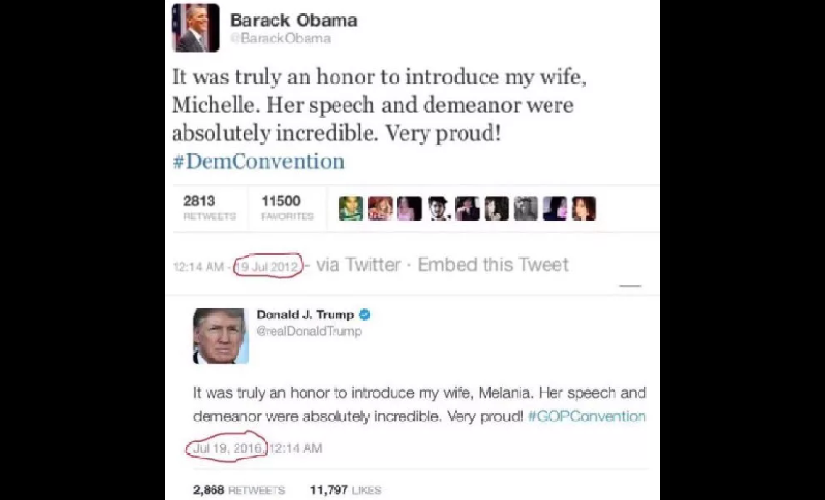 Barack Obama
@BarackObama
It was truly an honor to introduce my wife,
Michelle. Her speech and demeanor were
absolutely incredible. Very proud!
#DemConvention
2813 11500
RETWEETS FAVORITES
12:14 AM - 19 Jul 2012 - via Twitter · Embed this Tweet
Donald J. Trump
@realDonaldTrump
It was truly an honor to introduce my wife, Melania. Her speech and
demeanor were absolutely incredible. Very proud! #GOPConvention
Jul 19, 2016, 12:14 AM
2,868 RETWEETS 11,797 LIKES